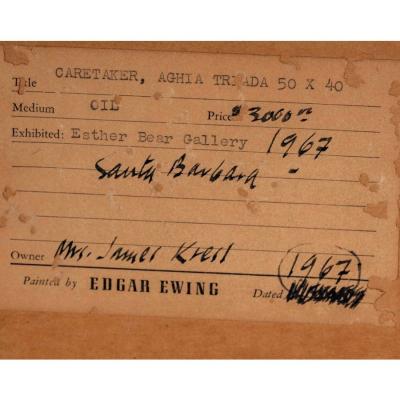 Title CARETAKER, AGHIA TRIADA 50 X 40
Medium OIL Price $ 3000 00
Exhibited: Esther Bear Gallery 1967
Santa Barbara -
Owner Mrs. James
1967
Painted by EDGAR EWING Dated